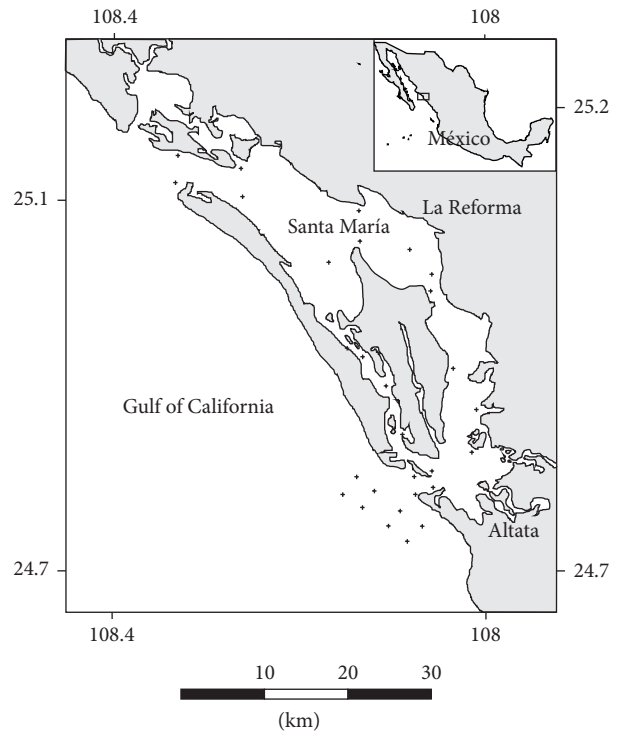 108.4 108
25.2
México
25.1
La Reforma
Santa María
Gulf of California
Altata
24.7 24.7
108.4 108
10 20 30
(km)